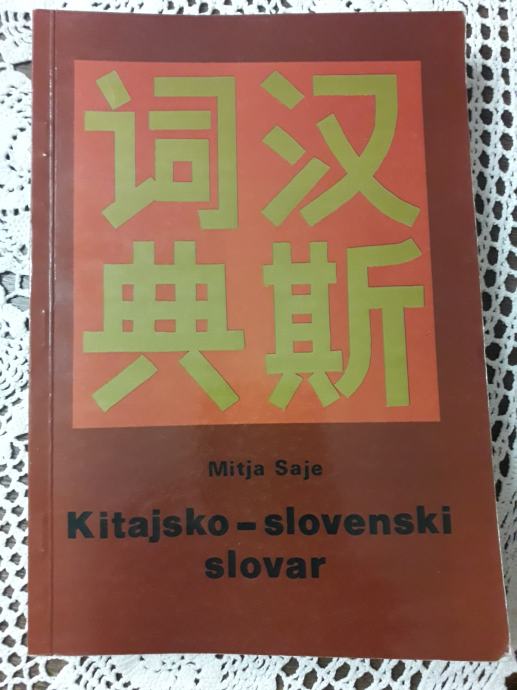 汉斯
词典
Mitja Saje
Kitajsko – slovenski
slovar